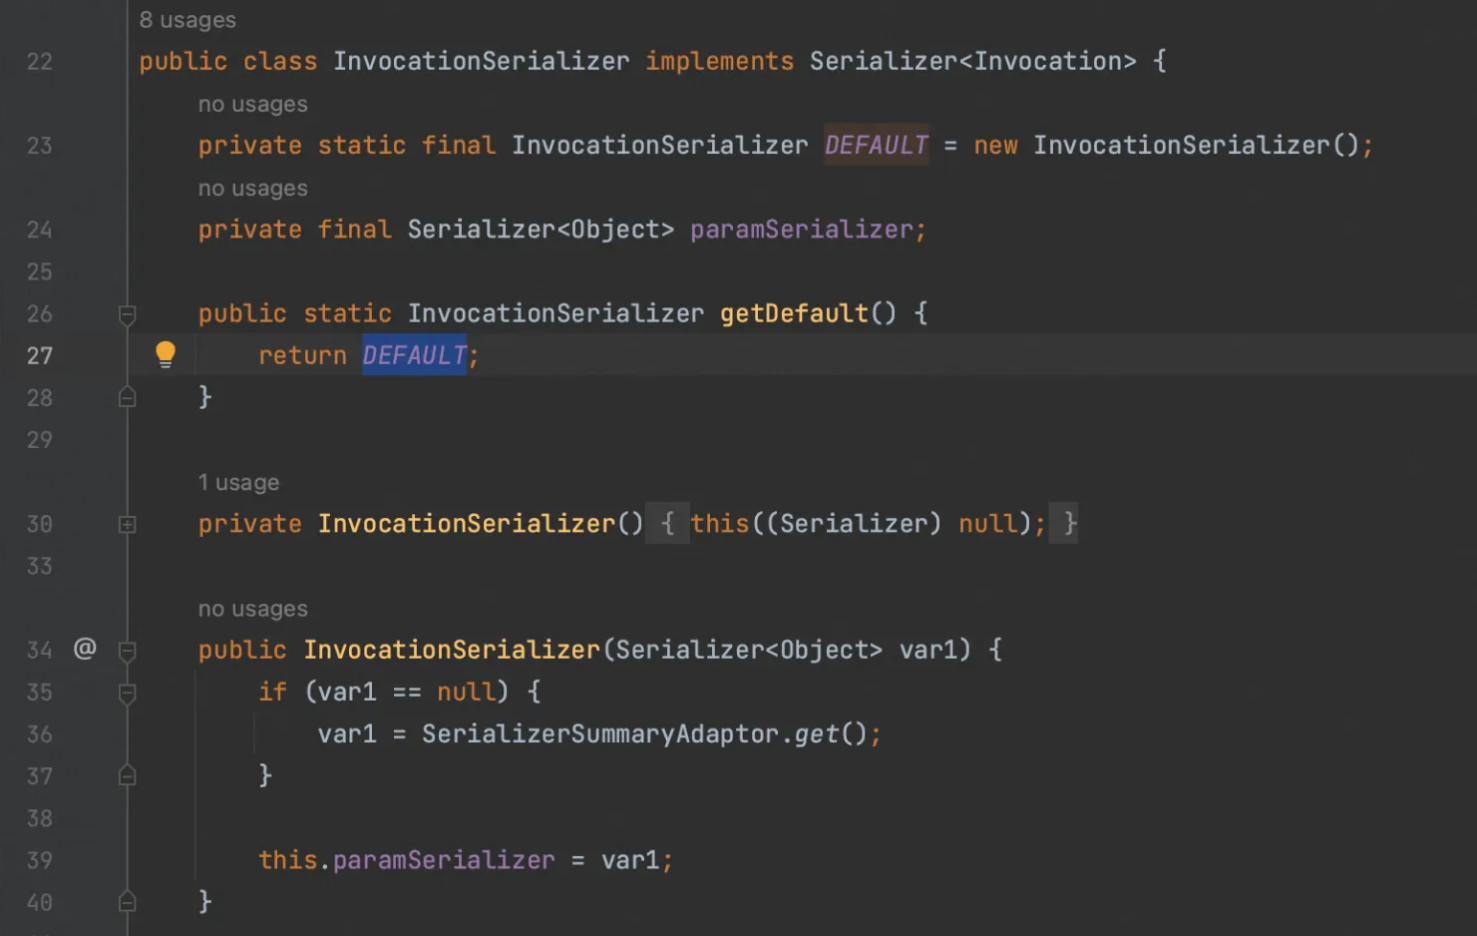 8 usages
22 public class InvocationSerializer implements Serializer<Invocation> {
no usages
23 private static final InvocationSerializer DEFAULT = new InvocationSerializer();
no usages
24 private final Serializer<Object> paramSerializer;
25
26 public static InvocationSerializer getDefault() {
27 return DEFAULT;
28 }
29
1 usage
30 private InvocationSerializer() { this((Serializer) null); }
33
no usages
34 @ public InvocationSerializer(Serializer<Object> var1) {
35 if (var1 == null) {
36 var1 = SerializerSummaryAdaptor.get();
37 }
38
39 this.paramSerializer = var1;
40 }